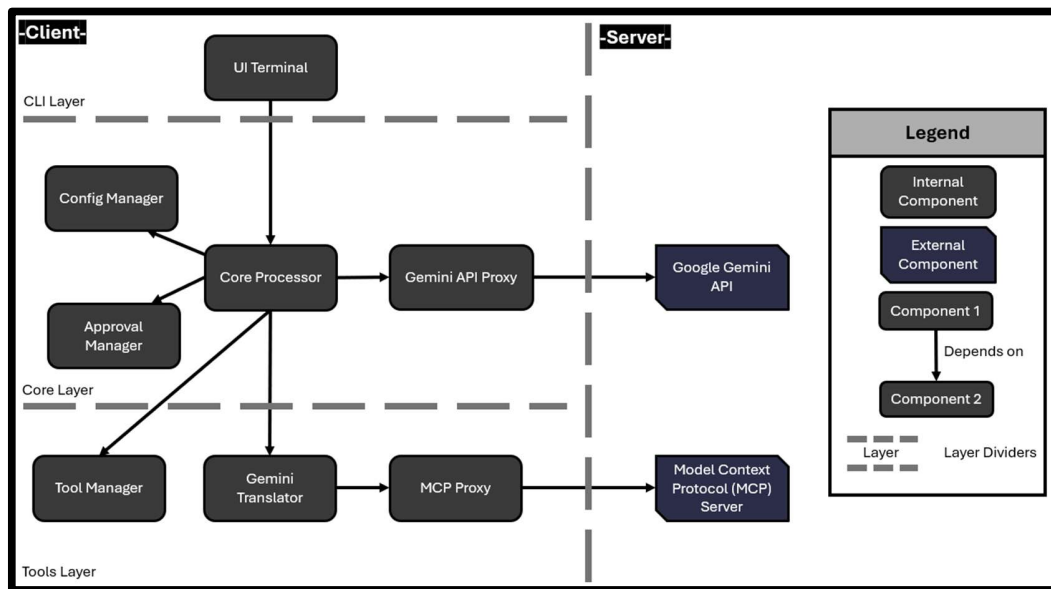 -Client-
-Server-
UI Terminal
CLI Layer
Config Manager
Core Processor
Gemini API Proxy
Google Gemini
API
Approval
Manager
Core Layer
Tool Manager
Gemini
Translator
MCP Proxy
Model Context
Protocol (MCP)
Server
Tools Layer
Legend
Internal
Component
External
Component
Component 1
Depends on
Component 2
Layer
Layer Dividers